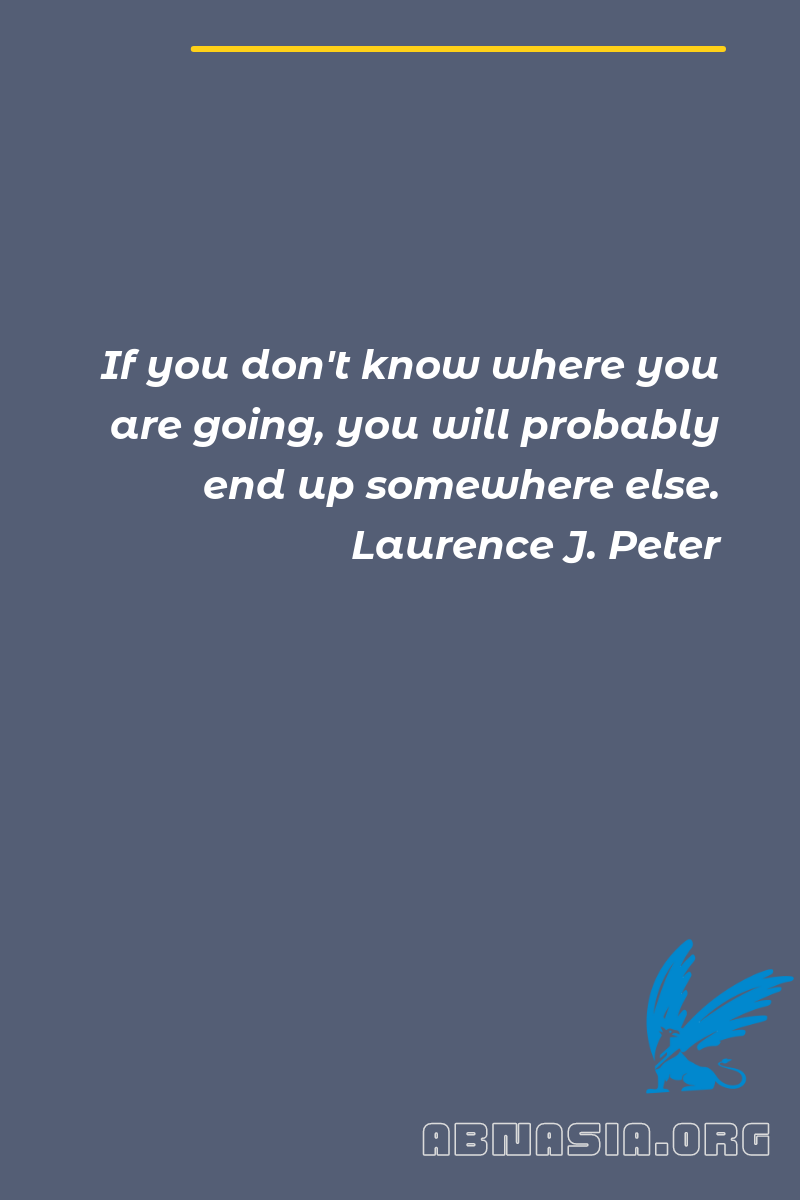 If you don't know where you
are going, you will probably
end up somewhere else.
Laurence J. Peter
ABNASIA.ORG